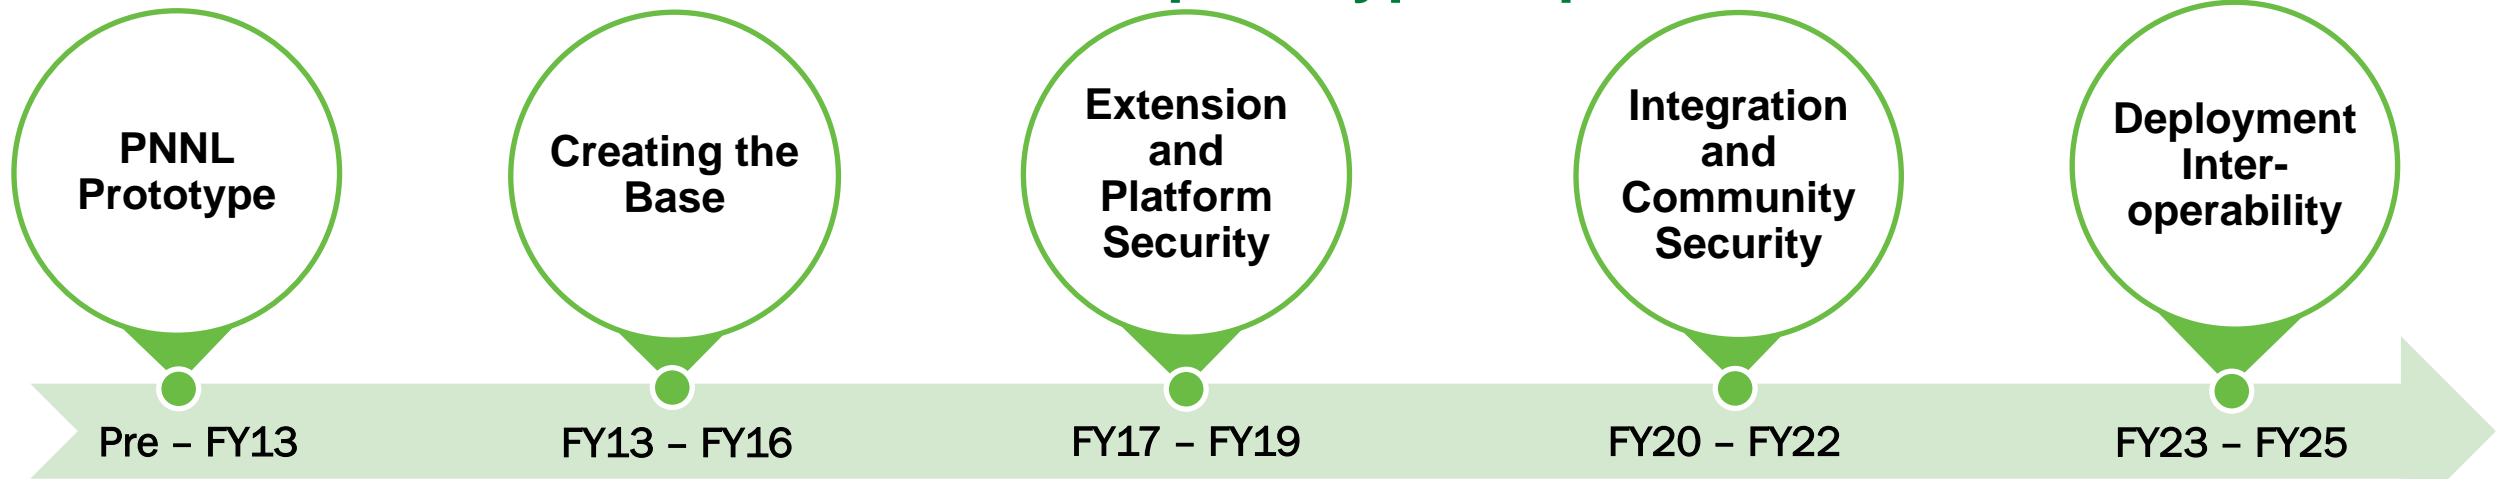 PNNL
Prototype
Creating the
Base
Extension
and
Platform
Security
Integration
and
Community
Security
Deployment
Inter-
operability
Pre – FY13
FY13 – FY16
FY17 – FY19
FY20 – FY22
FY23 – FY25